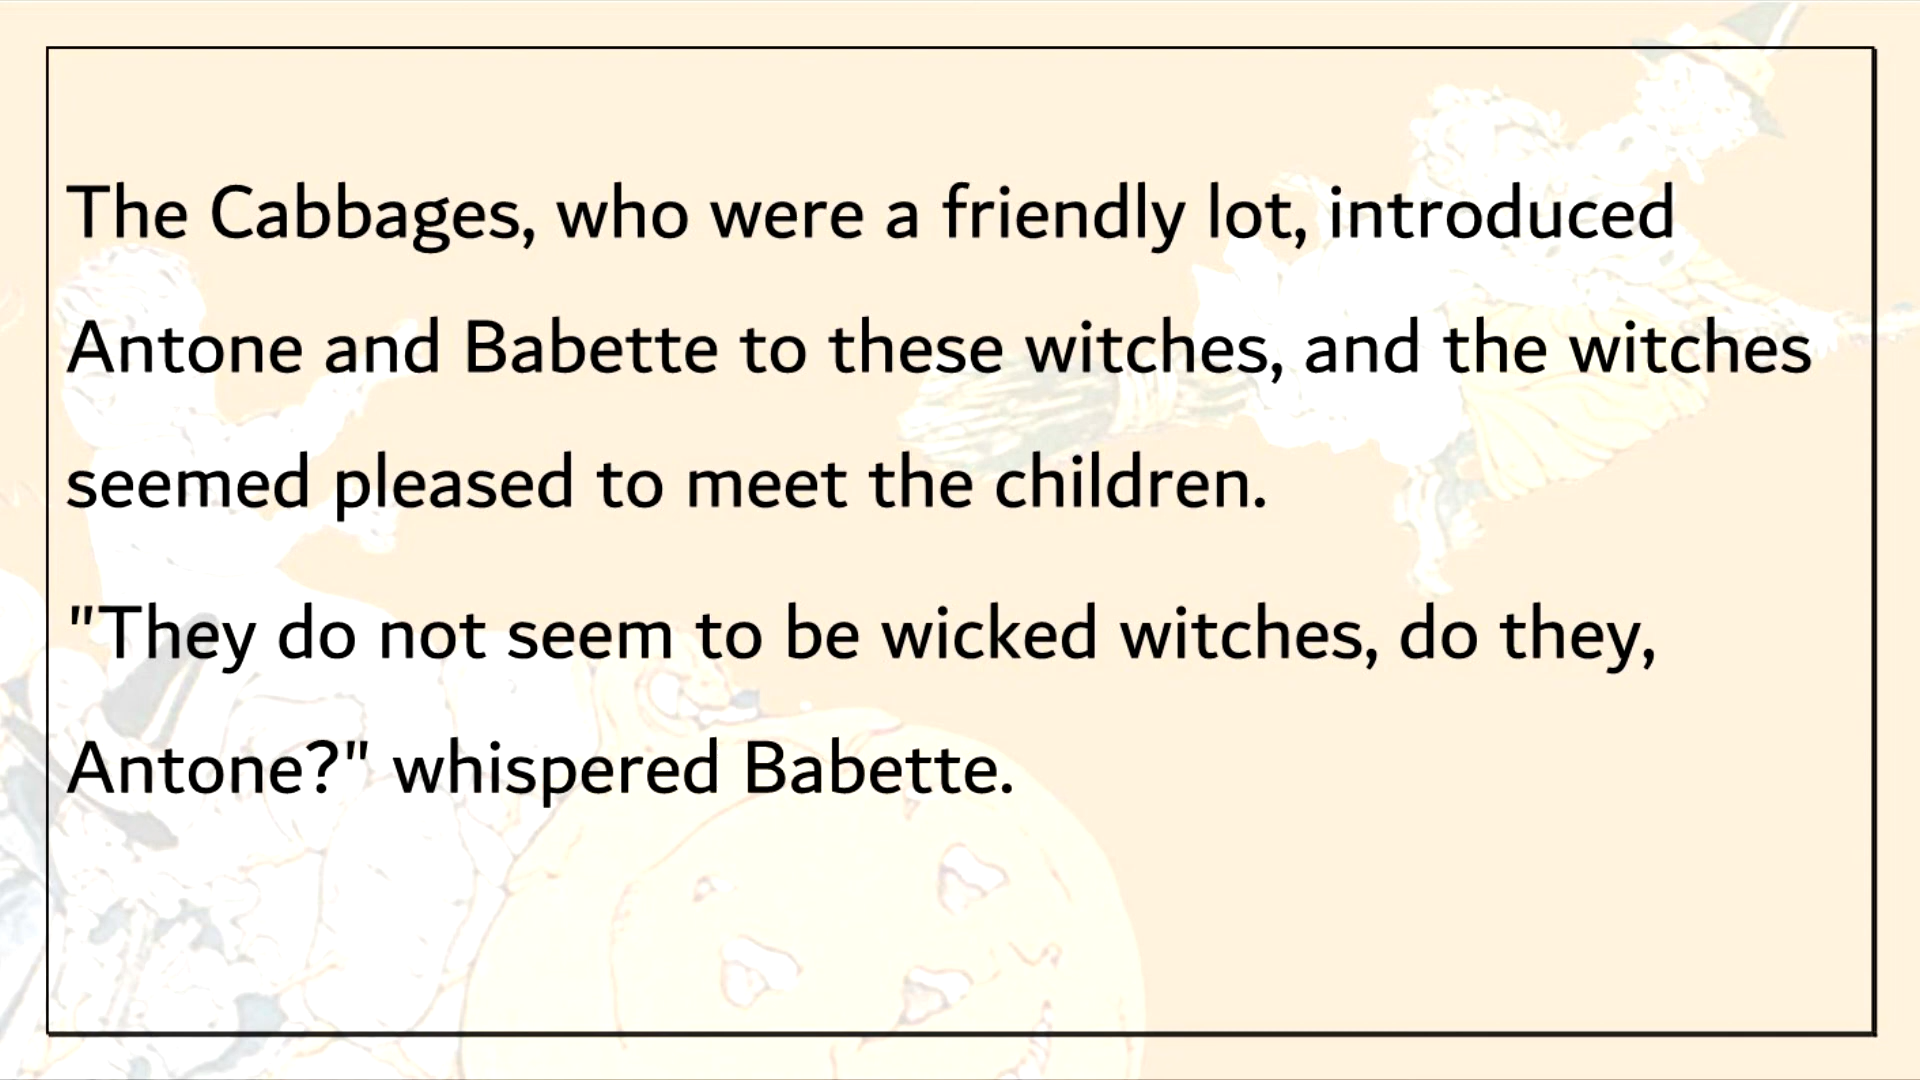 The Cabbages, who were a friendly lot, introduced
Antone and Babette to these witches, and the witches
seemed pleased to meet the children.
"They do not seem to be wicked witches, do they,
Antone?" whispered Babette.